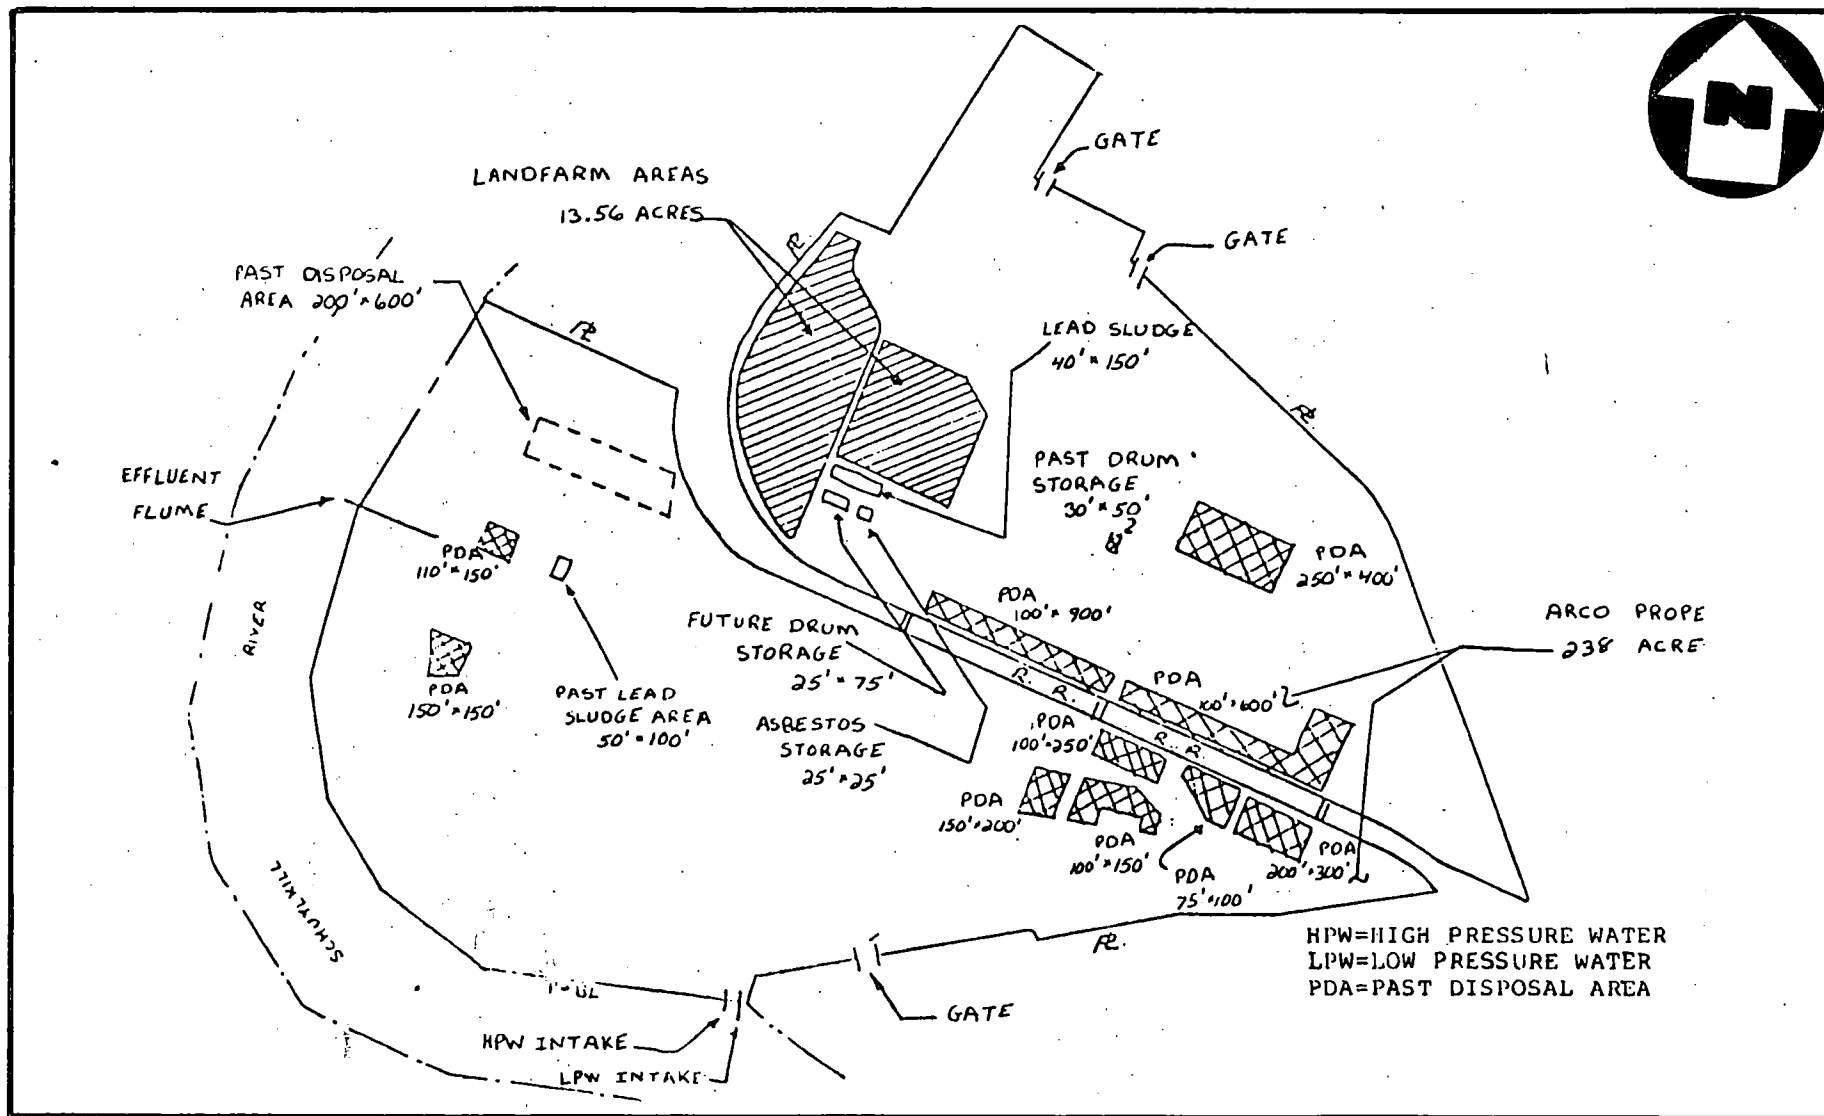 N
GATE
LANDFARM AREAS
13.56 ACRES
GATE
PAST DISPOSAL
AREA 200'×600'
LEAD SLUDGE
40'×150'
PAST DRUM
STORAGE
30'×50'
EFFLUENT
FLUME
PDA
110'×150'
PDA
250'×400'
PDA
100'×900'
RIVER
ARCO PROPE
238 ACRE
FUTURE DRUM
STORAGE
25'×75'
PDA
150'×150'
PAST LEAD
SLUDGE AREA
50'×100'
R. R.
PDA
100'×600'
ASBESTOS
STORAGE
25'×25'
PDA
100'×250'
R. R.
PDA
150'×200'
PDA
100'×150'
PDA
75'×100'
PDA
200'×300'
SCHUYLKILL
HPW=HIGH PRESSURE WATER
LPW=LOW PRESSURE WATER
PDA=PAST DISPOSAL AREA
GATE
HPW INTAKE
LPW INTAKE